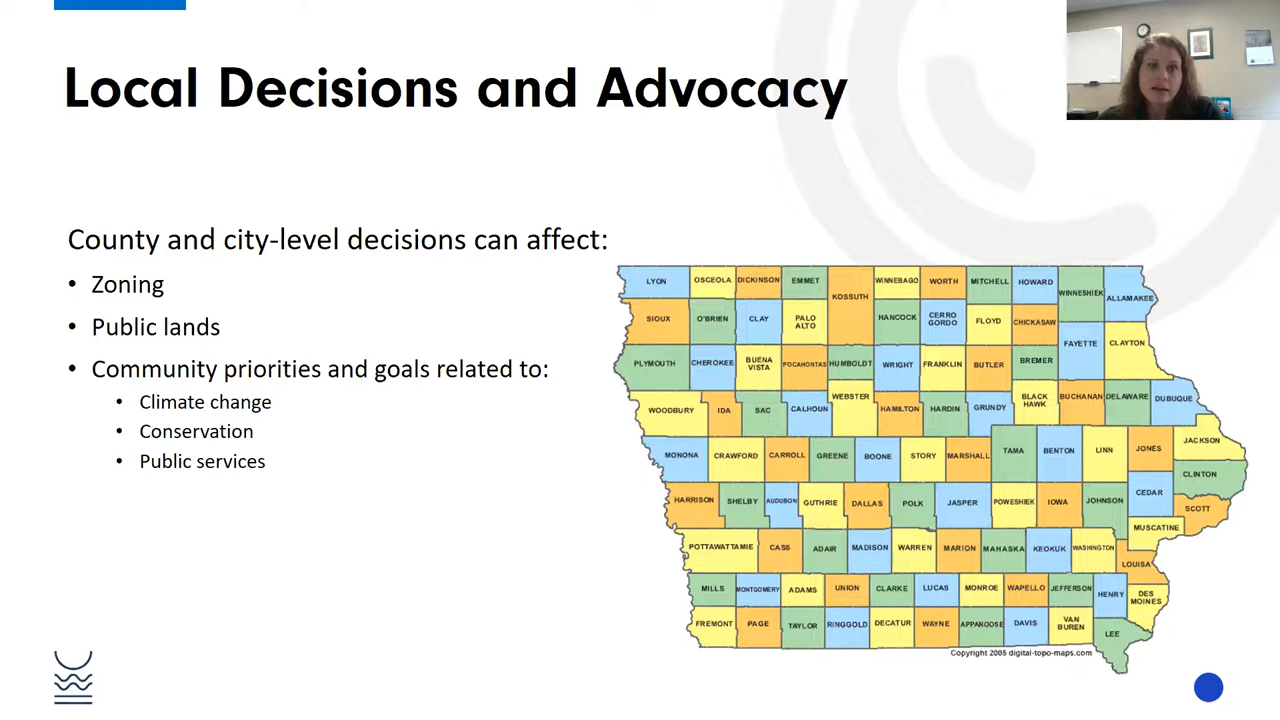 Local Decisions and Advocacy
County and city-level decisions can affect:
• Zoning
• Public lands
• Community priorities and goals related to:
• Climate change
• Conservation
• Public services
LYON OSCEOLA DICKINSON EMMET KOSSUTH WINNEBAGO WORTH MITCHELL HOWARD WINNESHIEK ALLAMAKEE
SIOUX O'BRIEN CLAY PALO ALTO HANCOCK CERRO GORDO FLOYD CHICKASAW FAYETTE CLAYTON
PLYMOUTH CHEROKEE BUENA VISTA POCAHONTAS HUMBOLDT WRIGHT FRANKLIN BUTLER BREMER
WOODBURY IDA SAC CALHOUN WEBSTER HAMILTON HARDIN GRUNDY BLACK HAWK BUCHANAN DELAWARE DUBUQUE
MONONA CRAWFORD CARROLL GREENE BOONE STORY MARSHALL TAMA BENTON LINN JONES JACKSON
CLINTON
HARRISON SHELBY AUDUBON GUTHRIE DALLAS POLK JASPER POWESHIEK IOWA JOHNSON CEDAR SCOTT
MUSCATINE
POTTAWATTAMIE CASS ADAIR MADISON WARREN MARION MAHASKA KEOKUK WASHINGTON LOUISA
MILLS MONTGOMERY ADAMS UNION CLARKE LUCAS MONROE WAPELLO JEFFERSON HENRY DES MOINES
FREMONT PAGE TAYLOR RINGGOLD DECATUR WAYNE APPANOOSE DAVIS VAN BUREN LEE
Copyright 2005 digital-topo-maps.com